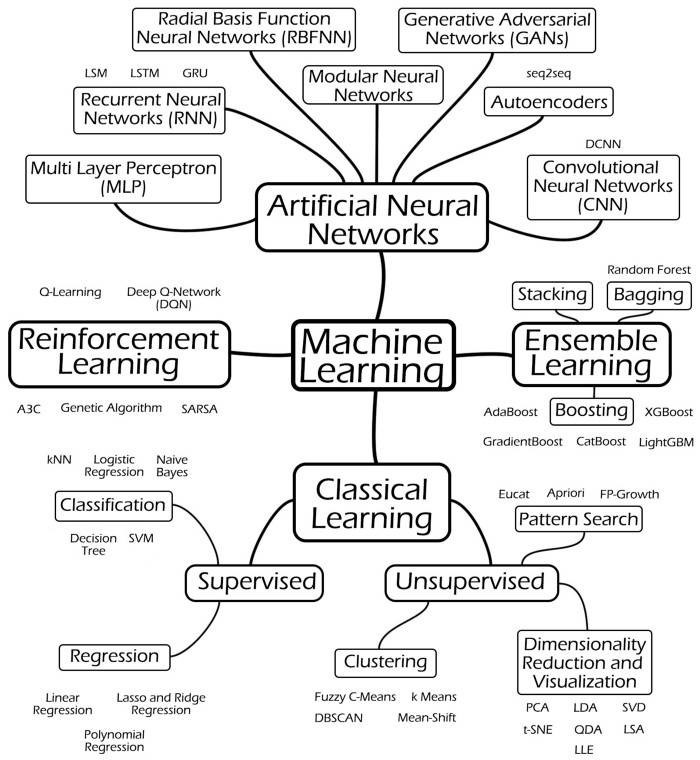 Radial Basis Function
Neural Networks (RBFNN)
Generative Adversarial
Networks (GANs)
LSM LSTM GRU
Modular Neural
Networks
seq2seq
Recurrent Neural
Networks (RNN)
Autoencoders
DCNN
Multi Layer Perceptron
(MLP)
Convolutional
Neural Networks
(CNN)
Artificial Neural
Networks
Q-Learning
Deep Q-Network
(DQN)
Random Forest
Stacking
Bagging
Reinforcement
Learning
Machine
Learning
Ensemble
Learning
A3C Genetic Algorithm SARSA
AdaBoost
Boosting
XGBoost
GradientBoost CatBoost LightGBM
kNN
Logistic
Regression
Naive
Bayes
Classical
Learning
Classification
Eucat Apriori FP-Growth
Pattern Search
Decision
Tree
SVM
Supervised
Unsupervised
Regression
Clustering
Dimensionality
Reduction and
Visualization
Linear
Regression
Lasso and Ridge
Regression
Polynomial
Regression
Fuzzy C-Means k Means
DBSCAN Mean-Shift
PCA LDA SVD
t-SNE QDA LSA
LLE